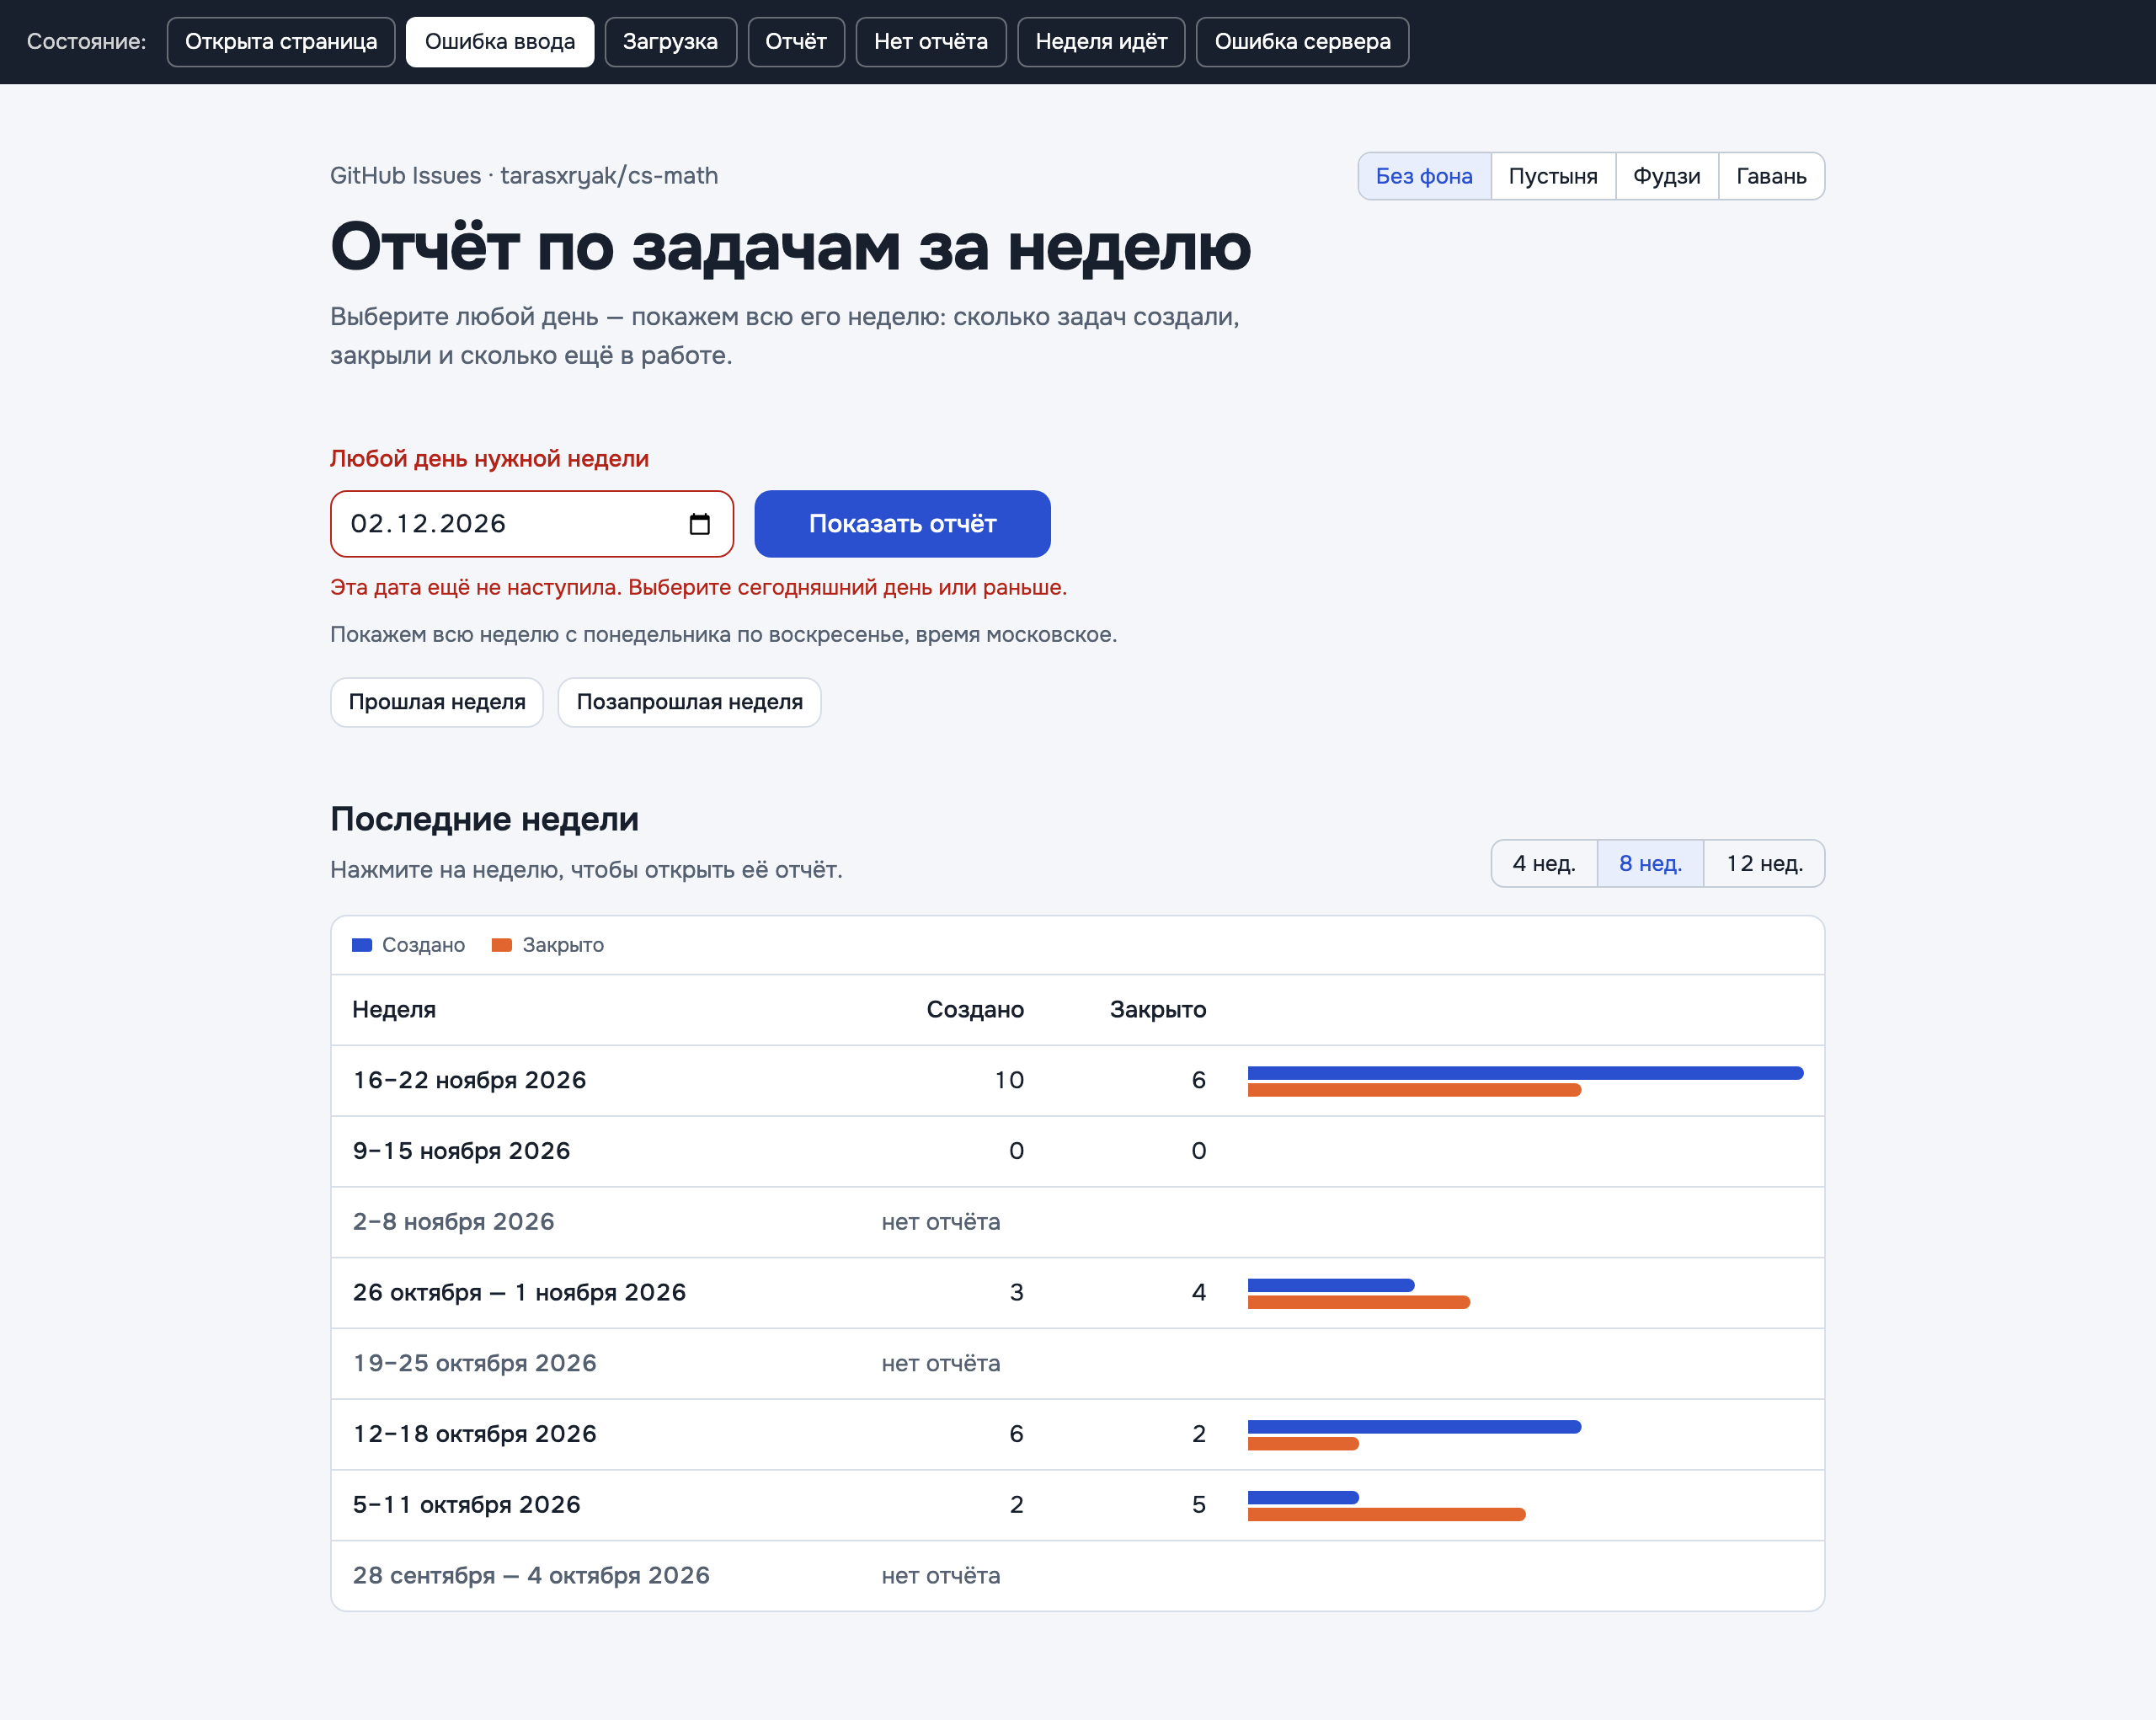 Состояние: Открыта страница Ошибка ввода Загрузка Отчёт Нет отчёта Неделя идёт Ошибка сервера
GitHub Issues · tarasxryak/cs-math
Без фона Пустыня Фудзи Гавань
Отчёт по задачам за неделю
Выберите любой день — покажем всю его неделю: сколько задач создали,
закрыли и сколько ещё в работе.
Любой день нужной недели
02.12.2026 Показать отчёт
Эта дата ещё не наступила. Выберите сегодняшний день или раньше.
Покажем всю неделю с понедельника по воскресенье, время московское.
Прошлая неделя Позапрошлая неделя
Последние недели
Нажмите на неделю, чтобы открыть её отчёт.
4 нед. 8 нед. 12 нед.
Создано Закрыто
Неделя Создано Закрыто
16–22 ноября 2026 10 6
9–15 ноября 2026 0 0
2–8 ноября 2026 нет отчёта
26 октября — 1 ноября 2026 3 4
19–25 октября 2026 нет отчёта
12–18 октября 2026 6 2
5–11 октября 2026 2 5
28 сентября — 4 октября 2026 нет отчёта